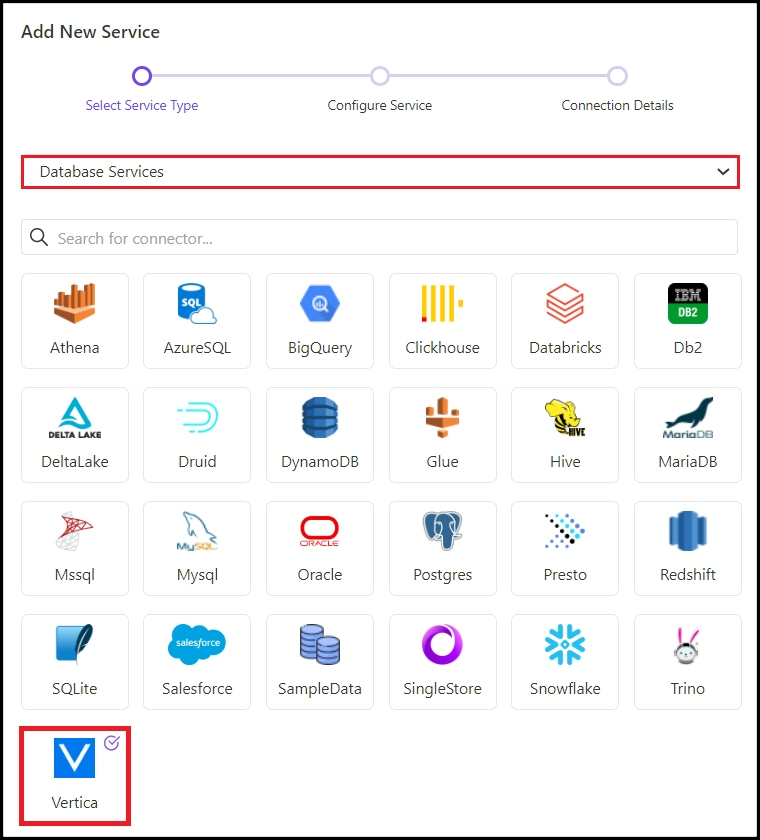 Add New Service
Select Service Type Configure Service Connection Details
Database Services
Search for connector...
SQL IBM DB2
Athena AzureSQL BigQuery Clickhouse Databricks Db2
DELTA LAKE HIVE MariaDB
DeltaLake Druid DynamoDB Glue Hive MariaDB
MySQL ORACLE
Mssql Mysql Oracle Postgres Presto Redshift
salesforce
SQLite Salesforce SampleData SingleStore Snowflake Trino
V
Vertica